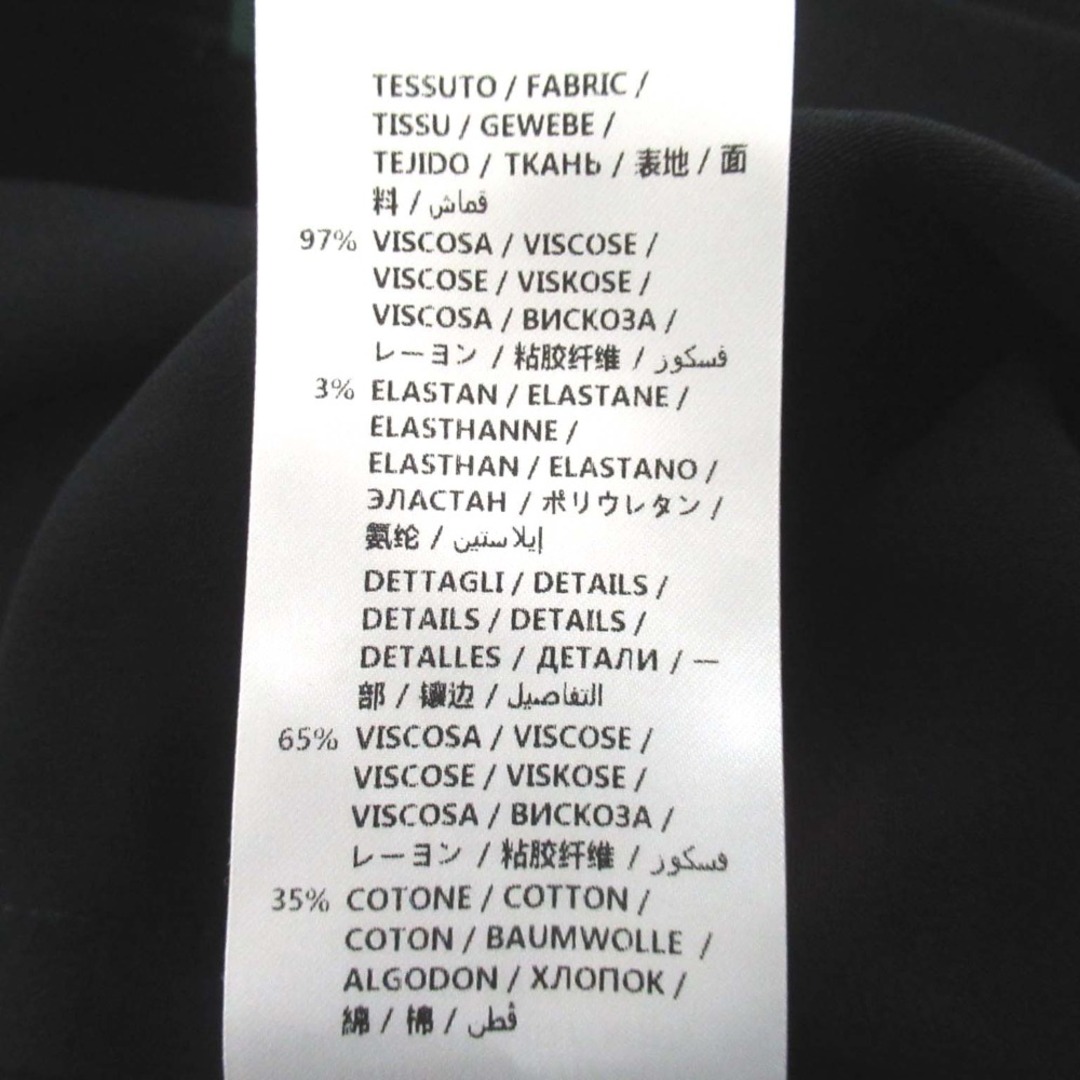 TESSUTO / FABRIC /
TISSU / GEWEBE /
TEJIDO / ТКАНЬ / 表地 / 面
料 / قماش
97% VISCOSA / VISCOSE /
VISCOSE / VISKOSE /
VISCOSA / ВИСКОЗА /
レーヨン / 粘胶纤维 / فسكوز
3% ELASTAN / ELASTANE /
ELASTHANNE /
ELASTHAN / ELASTANO /
ЭЛАСТАН / ポリウレタン /
氨纶 / إيلاستين
DETTAGLI / DETAILS /
DETAILS / DETAILS /
DETALLES / ДЕТАЛИ / 一
部 / 镶边 / التفاصيل
65% VISCOSA / VISCOSE /
VISCOSE / VISKOSE /
VISCOSA / ВИСКОЗА /
レーヨン / 粘胶纤维 / فسكوز
35% COTONE / COTTON /
COTON / BAUMWOLLE /
ALGODON / ХЛОПОК /
綿 / 棉 / قطن